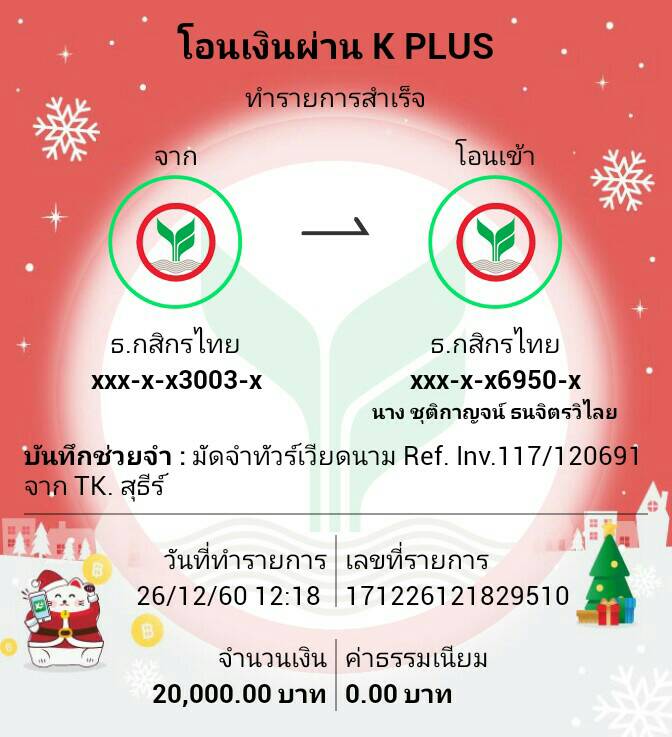 โอนเงินผ่าน K PLUS
ทำรายการสำเร็จ
จาก
โอนเข้า
ธ.กสิกรไทย
xxx-x-x3003-x
ธ.กสิกรไทย
xxx-x-x6950-x
นาง ชุติกาญจน์ ธนจิตรวิไลย
บันทึกช่วยจำ : มัดจำทัวร์เวียดนาม Ref. Inv.117/120691
จาก TK. สุธีร์
วันที่ทำรายการ
26/12/60 12:18
เลขที่รายการ
171226121829510
จำนวนเงิน
20,000.00 บาท
ค่าธรรมเนียม
0.00 บาท